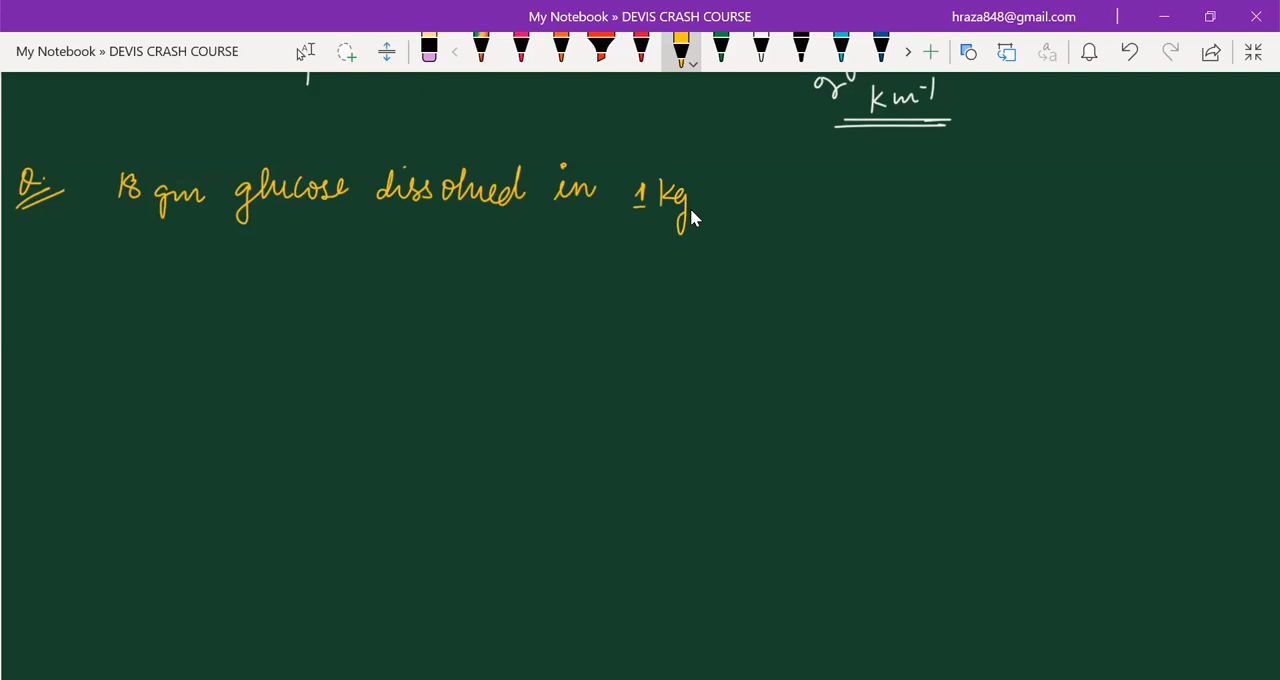 My Notebook » DEVIS CRASH COURSE
hraza848@gmail.com
My Notebook » DEVIS CRASH COURSE
K m⁻¹
Q. 18 gm glucose dissolved in 1 Kg